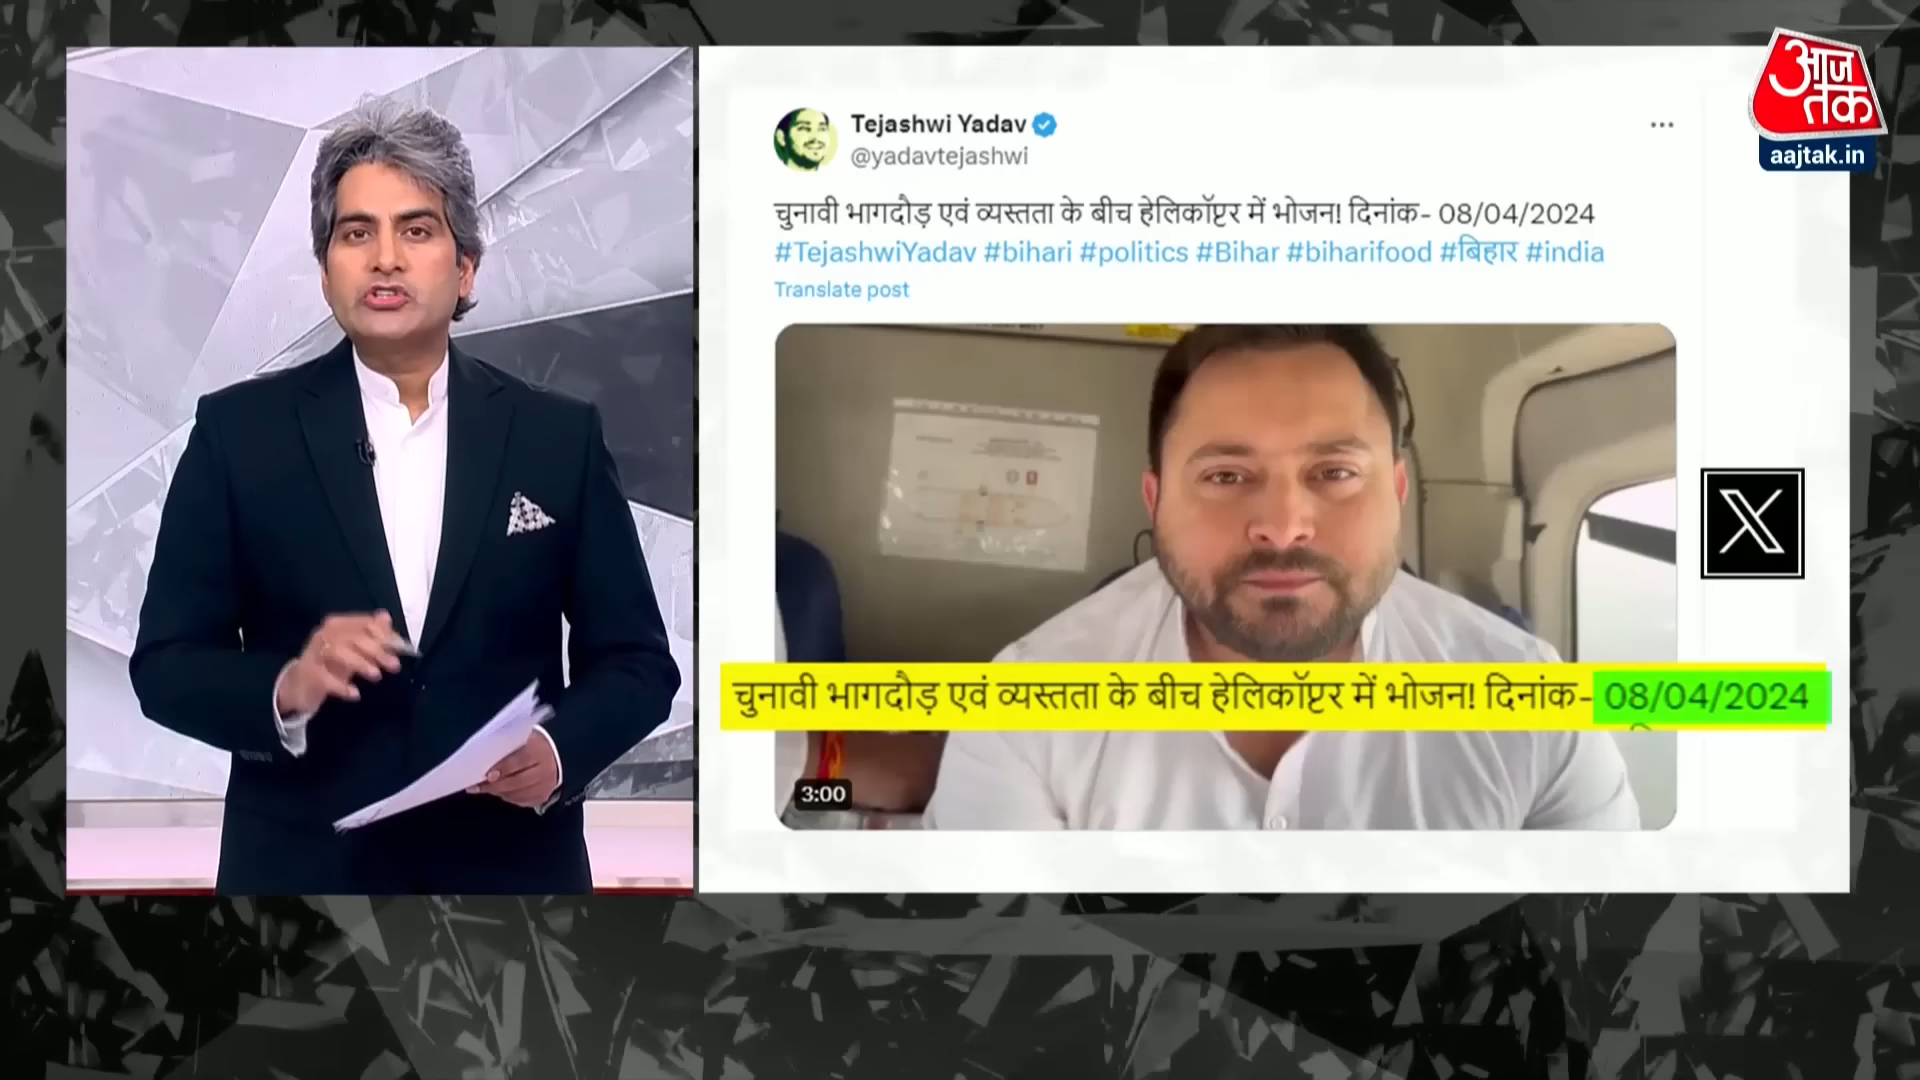 Tejashwi Yadav
@yadavtejashwi
चुनावी भागदौड़ एवं व्यस्तता के बीच हेलिकॉप्टर में भोजन! दिनांक- 08/04/2024
#TejashwiYadav #bihari #politics #Bihar #biharifood #बिहार #india
Translate post
चुनावी भागदौड़ एवं व्यस्तता के बीच हेलिकॉप्टर में भोजन! दिनांक- 08/04/2024
3:00
आज
तक
aajtak.in
X